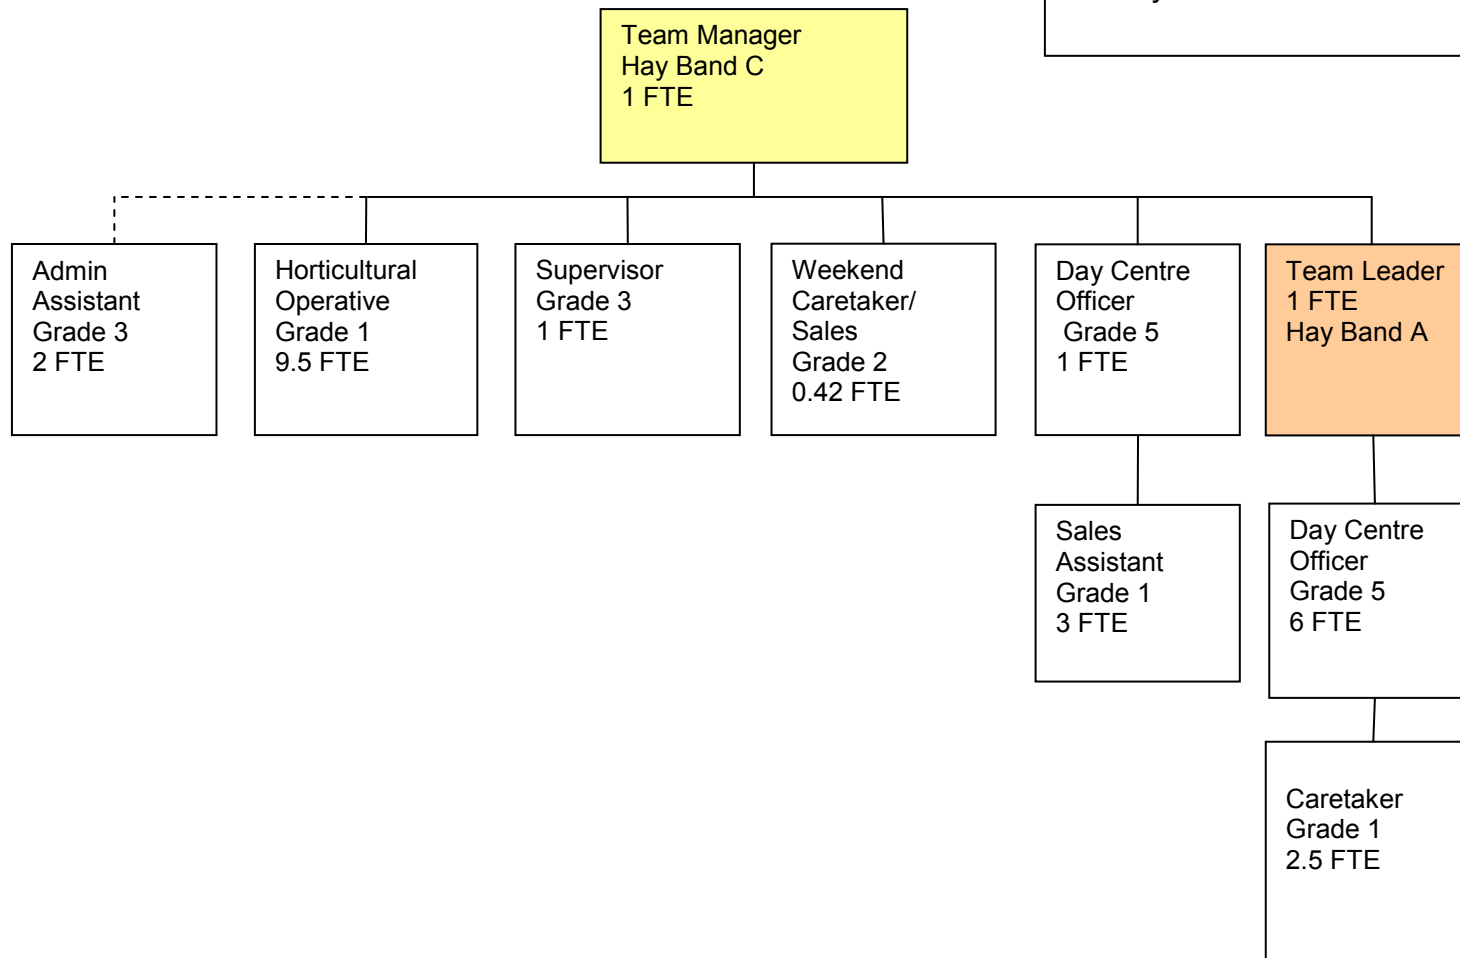 Team Manager
Hay Band C
1 FTE
Admin
Assistant
Grade 3
2 FTE
Horticultural
Operative
Grade 1
9.5 FTE
Supervisor
Grade 3
1 FTE
Weekend
Caretaker/
Sales
Grade 2
0.42 FTE
Day Centre
Officer
Grade 5
1 FTE
Team Leader
1 FTE
Hay Band A
Sales
Assistant
Grade 1
3 FTE
Day Centre
Officer
Grade 5
6 FTE
Caretaker
Grade 1
2.5 FTE